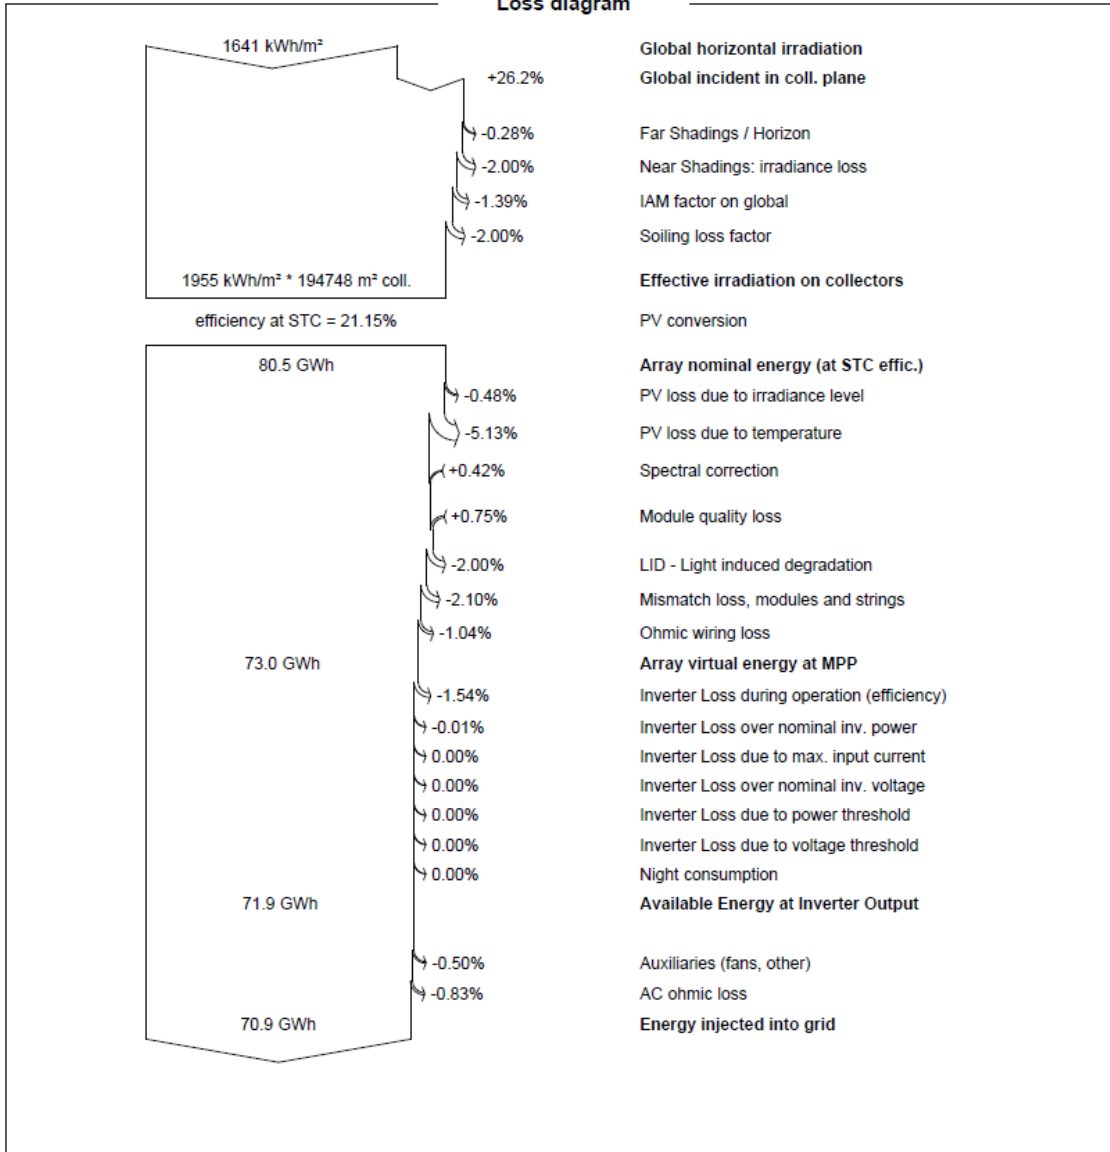 Loss diagram
1641 kWh/m² Global horizontal irradiation
+26.2% Global incident in coll. plane
-0.28% Far Shadings / Horizon
-2.00% Near Shadings: irradiance loss
-1.39% IAM factor on global
-2.00% Soiling loss factor
1955 kWh/m² * 194748 m² coll. Effective irradiation on collectors
efficiency at STC = 21.15% PV conversion
80.5 GWh Array nominal energy (at STC effic.)
-0.48% PV loss due to irradiance level
-5.13% PV loss due to temperature
+0.42% Spectral correction
+0.75% Module quality loss
-2.00% LID - Light induced degradation
-2.10% Mismatch loss, modules and strings
-1.04% Ohmic wiring loss
73.0 GWh Array virtual energy at MPP
-1.54% Inverter Loss during operation (efficiency)
-0.01% Inverter Loss over nominal inv. power
0.00% Inverter Loss due to max. input current
0.00% Inverter Loss over nominal inv. voltage
0.00% Inverter Loss due to power threshold
0.00% Inverter Loss due to voltage threshold
0.00% Night consumption
71.9 GWh Available Energy at Inverter Output
-0.50% Auxiliaries (fans, other)
-0.83% AC ohmic loss
70.9 GWh Energy injected into grid